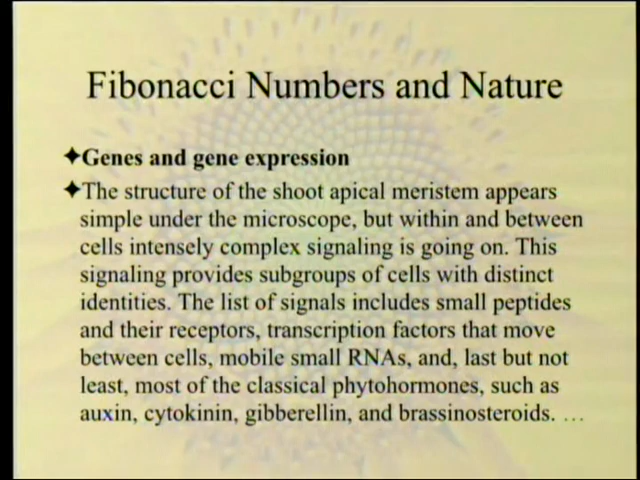 Fibonacci Numbers and Nature
✦Genes and gene expression
✦The structure of the shoot apical meristem appears
simple under the microscope, but within and between
cells intensely complex signaling is going on. This
signaling provides subgroups of cells with distinct
identities. The list of signals includes small peptides
and their receptors, transcription factors that move
between cells, mobile small RNAs, and, last but not
least, most of the classical phytohormones, such as
auxin, cytokinin, gibberellin, and brassinosteroids. …